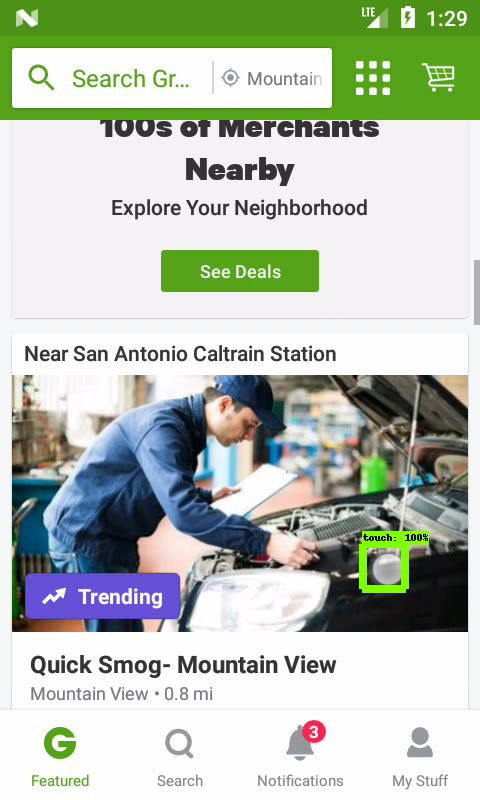 LTE 1:29
Search Gr... Mountain
100s of Merchants
Nearby
Explore Your Neighborhood
See Deals
Near San Antonio Caltrain Station
touch: 100%
Trending
Quick Smog- Mountain View
Mountain View • 0.8 mi
3
Featured Search Notifications My Stuff